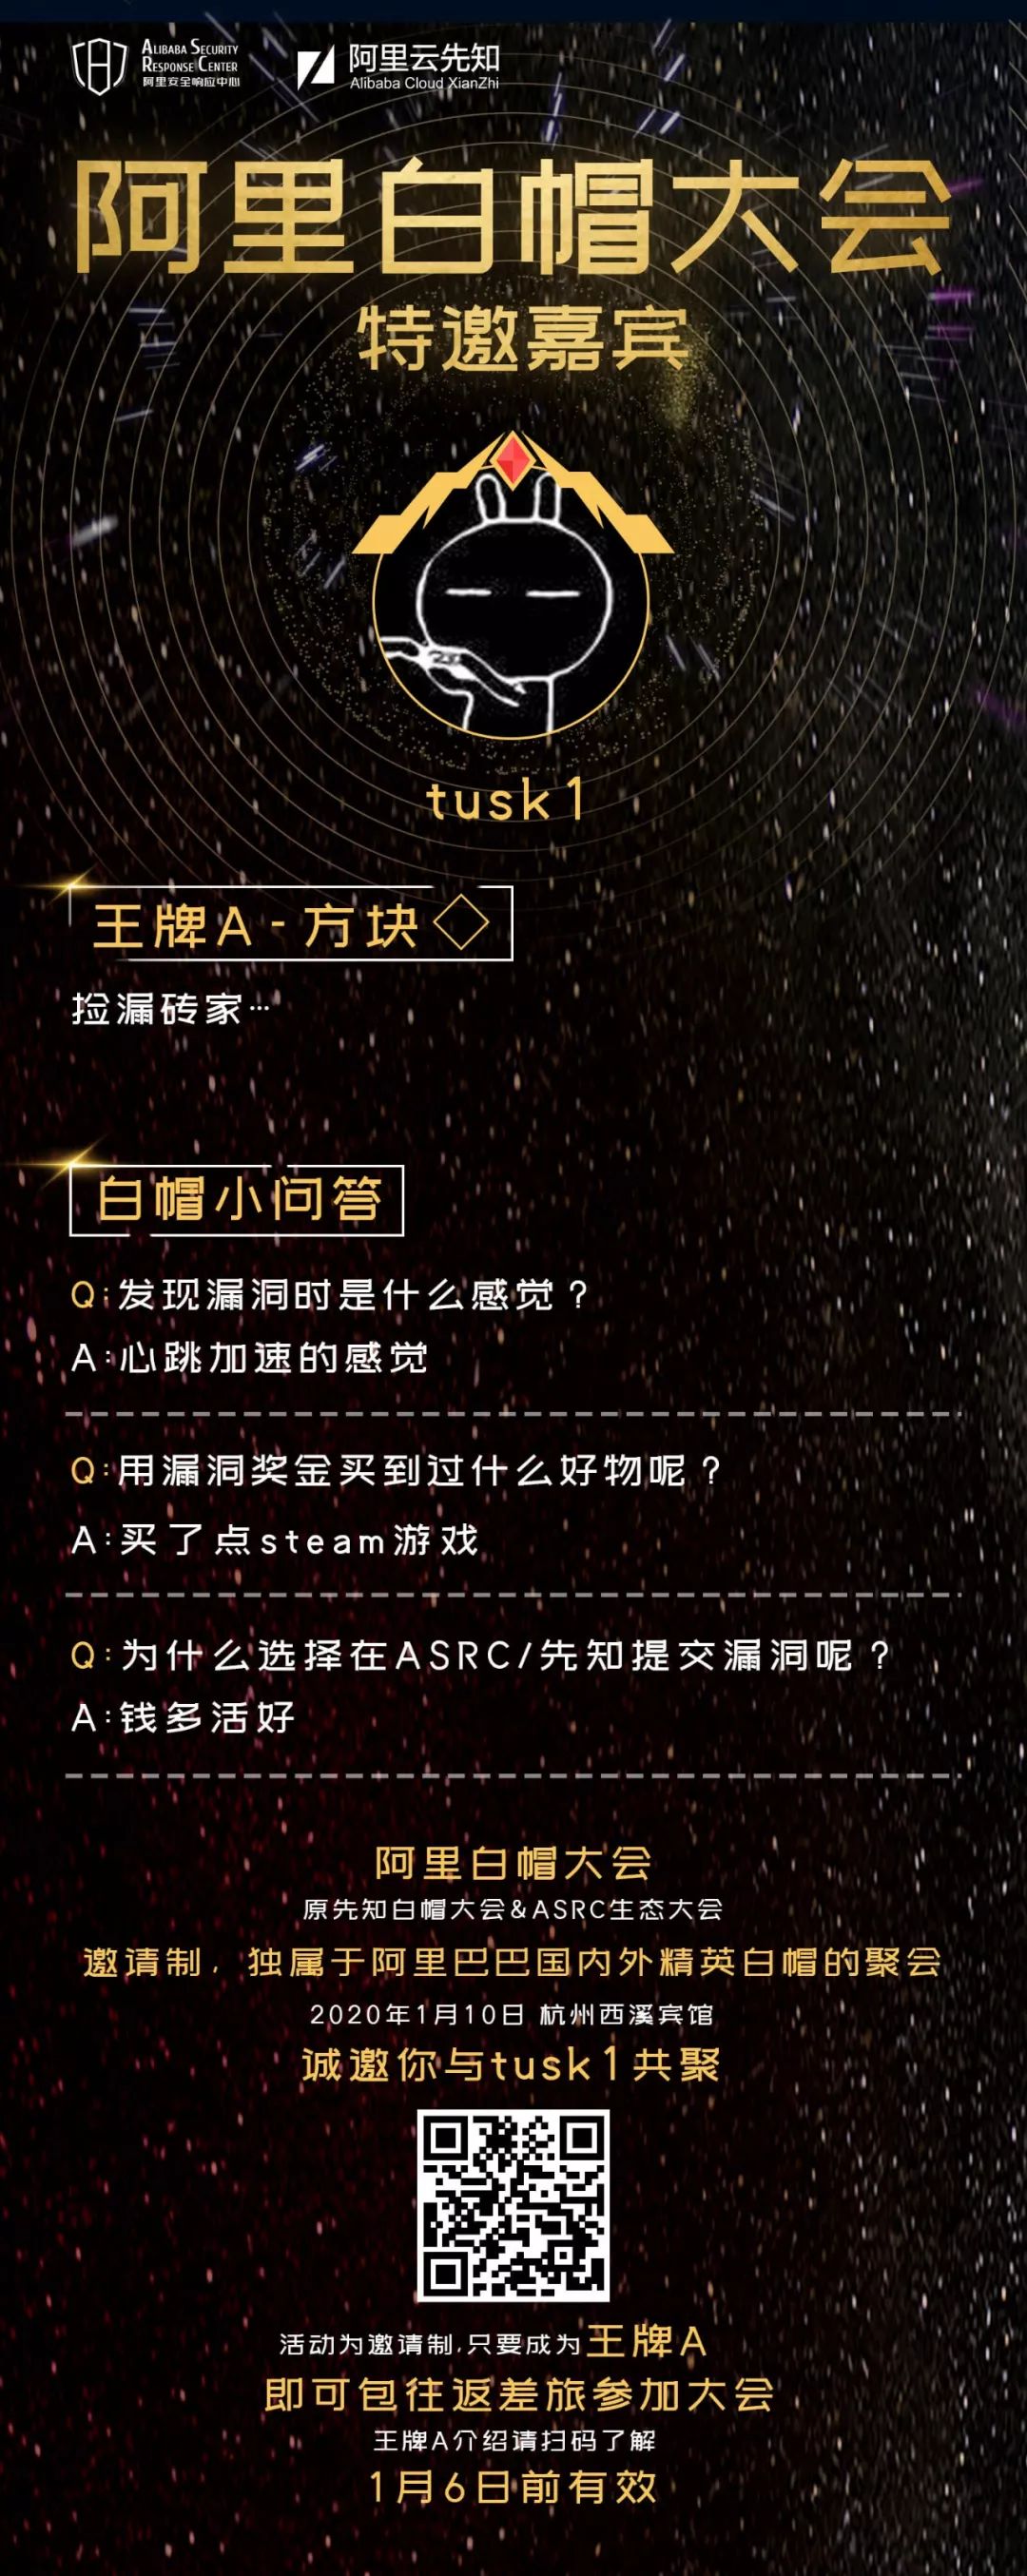 ALIBABA SECURITY
RESPONSE CENTER
阿里安全响应中心
阿里云先知
Alibaba Cloud XianZhi
阿里白帽大会
特邀嘉宾
tusk1
王牌A-方块◇
捡漏砖家…
白帽小问答
Q:发现漏洞时是什么感觉?
A:心跳加速的感觉
Q:用漏洞奖金买到过什么好物呢?
A:买了点steam游戏
Q:为什么选择在ASRC/先知提交漏洞呢?
A:钱多活好
阿里白帽大会
原先知白帽大会&ASRC生态大会
邀请制，独属于阿里巴巴国内外精英白帽的聚会
2020年1月10日 杭州西溪宾馆
诚邀你与tusk1共聚
活动为邀请制,只要成为王牌A
即可包往返差旅参加大会
王牌A介绍请扫码了解
1月6日前有效